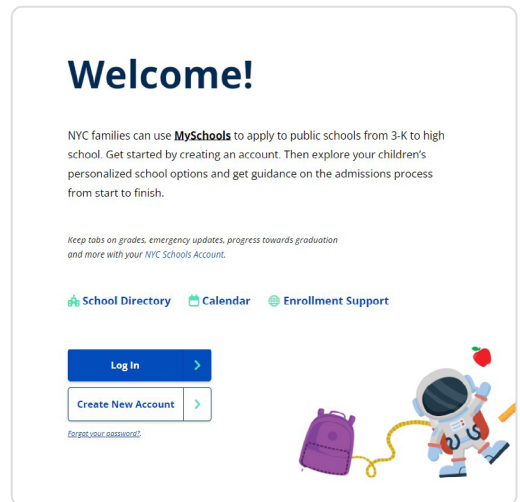 Welcome!
NYC families can use MySchools to apply to public schools from 3-K to high
school. Get started by creating an account. Then explore your children's
personalized school options and get guidance on the admissions process
from start to finish.
Keep tabs on grades, emergency updates, progress towards graduation
and more with your NYC Schools Account.
School Directory Calendar Enrollment Support
Log In
Create New Account
Forgot your password?.